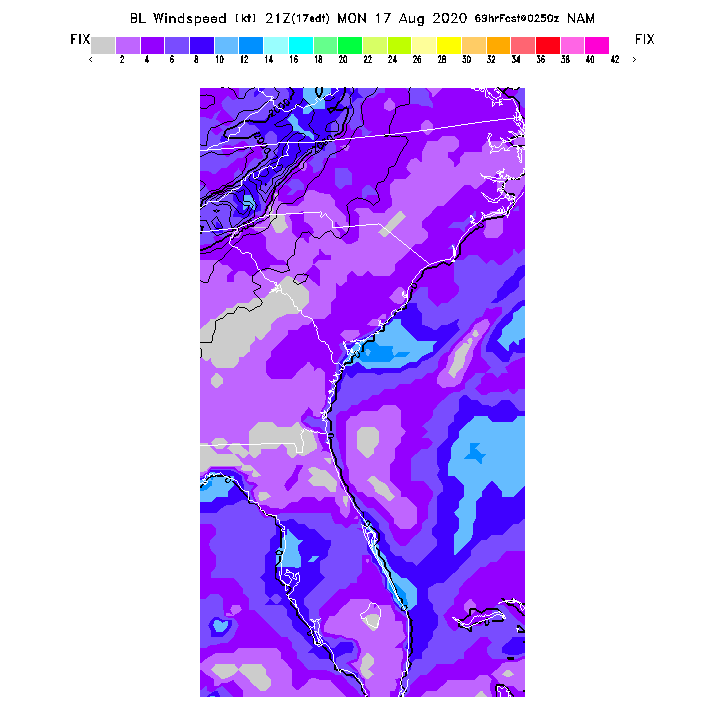 BL Windspeed [kt] 21Z(17edt) MON 17 Aug 2020 69hrFcst@0250z NAM
FIX FIX
< 2 4 6 8 10 12 14 16 18 20 22 24 26 28 30 32 34 36 38 40 42 >